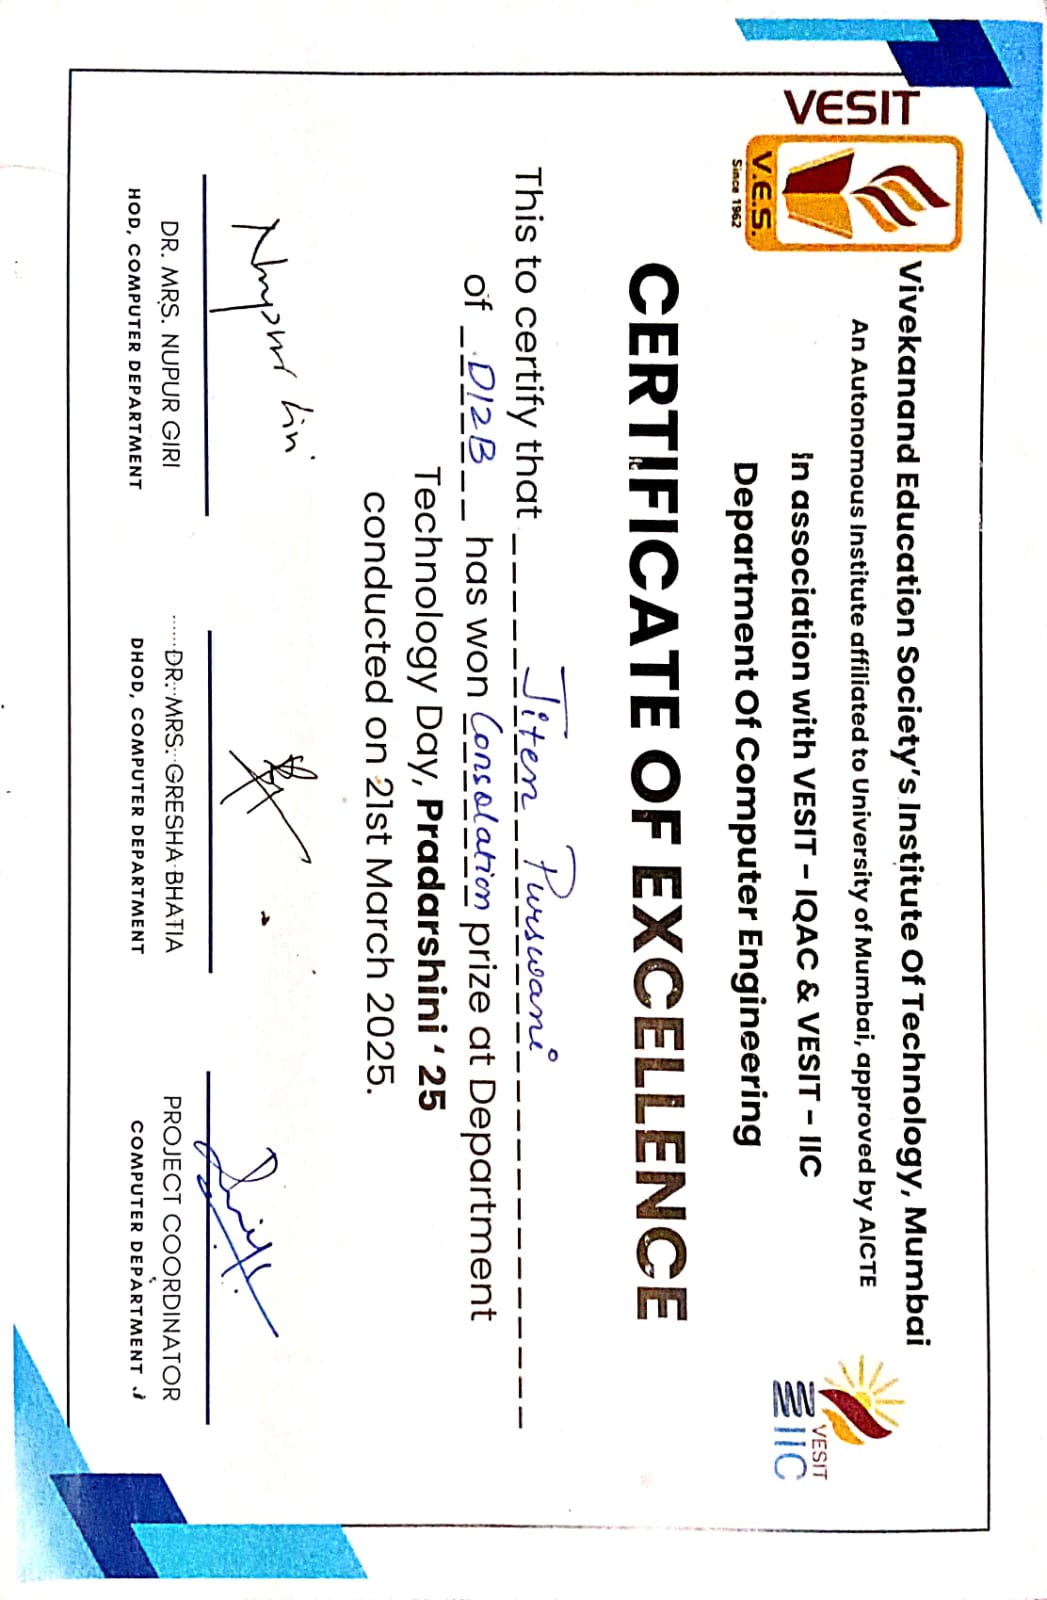 VESIT
V.E.S.
Since 1962
Vivekanand Education Society's Institute Of Technology, Mumbai
An Autonomous Institute affiliated to University of Mumbai, approved by AICTE
In association with VESIT – IQAC & VESIT – IIC
Department Of Computer Engineering
VESIT
IIC
CERTIFICATE OF EXCELLENCE
This to certify that Jiten Purswani
of D12B has won Consolation prize at Department
Technology Day, Pradarshini ' 25
conducted on 21st March 2025.
Nupur Giri
DR. MRS. NUPUR GIRI
HOD, COMPUTER DEPARTMENT
DR. MRS. GRESHA BHATIA
DHOD, COMPUTER DEPARTMENT
PROJECT COORDINATOR
COMPUTER DEPARTMENT